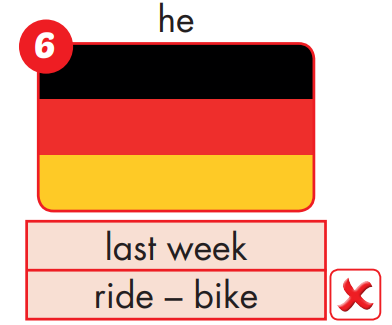 he
6
last week
ride – bike